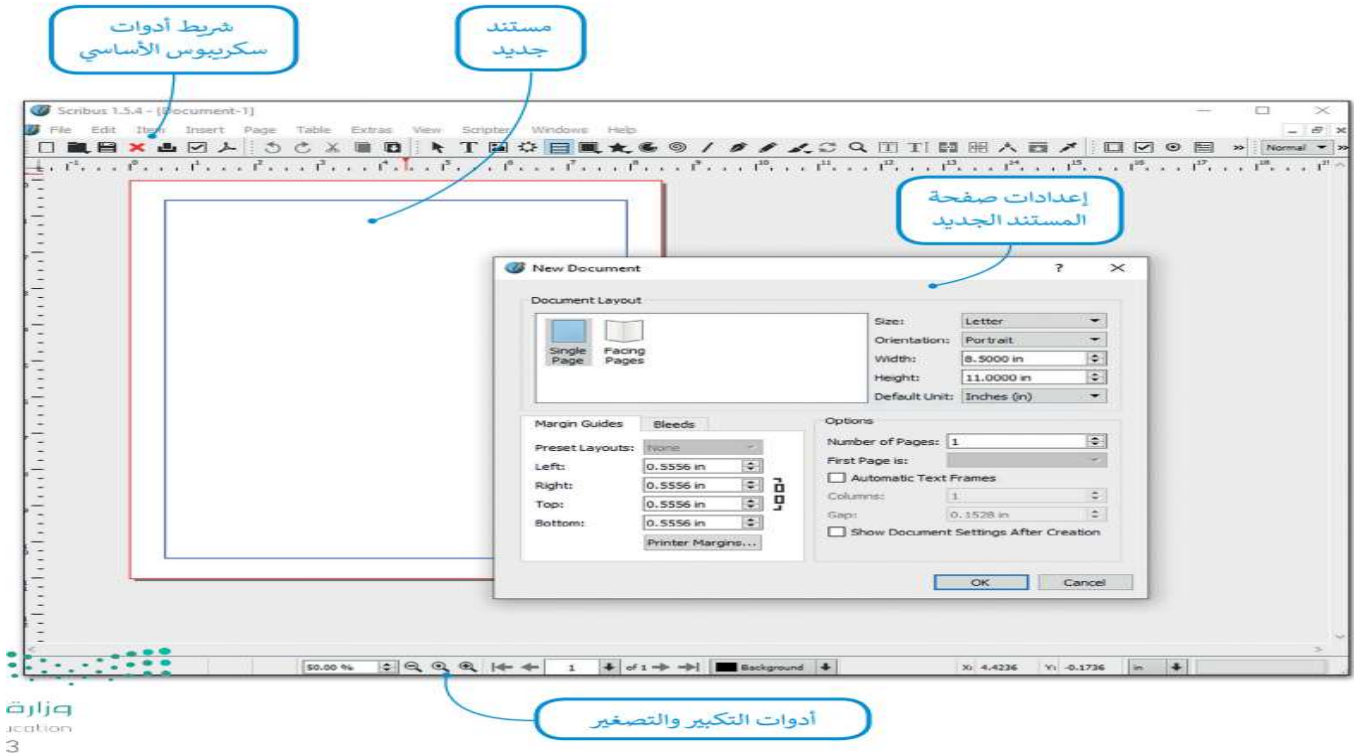 شريط أدوات
سكريبوس الأساسي
مستند
جديد
Scribus 1.5.4 - [Document-1]
File Edit Item Insert Page Table Extras View Scripter Windows Help
Normal
إعدادات صفحة
المستند الجديد
New Document
Document Layout
Single
Page
Facing
Pages
Size: Letter
Orientation: Portrait
Width: 8.5000 in
Height: 11.0000 in
Default Unit: Inches (in)
Margin Guides Bleeds
Preset Layouts: None
Left: 0.5556 in
Right: 0.5556 in
Top: 0.5556 in
Bottom: 0.5556 in
Printer Margins...
Options
Number of Pages: 1
First Page is:
Automatic Text Frames
Columns: 1
Gap: 0.1528 in
Show Document Settings After Creation
OK Cancel
50.00 % 1 of 1 Background X: 4.4236 Y: -0.1736 in
أدوات التكبير والتصغير
وزارة
ucation
3